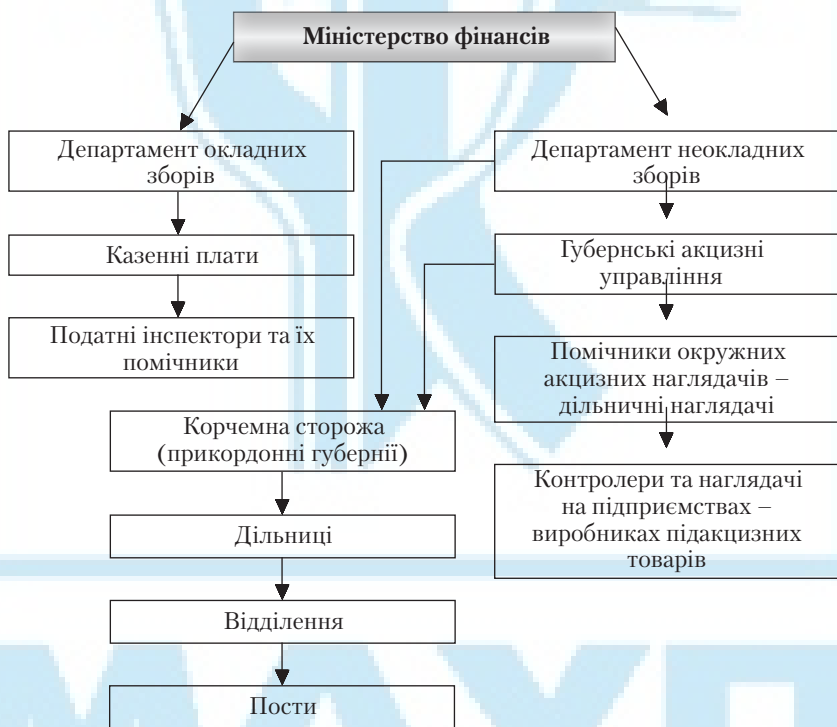 Міністерство фінансів
Департамент окладних
зборів
Департамент неокладних
зборів
Казенні плати
Губернські акцизні
управління
Податні інспектори та їх
помічники
Помічники окружних
акцизних наглядачів –
дільничні наглядачі
Корчемна сторожа
(прикордонні губернії)
Контролери та наглядачі
на підприємствах –
виробниках підакцизних
товарів
Дільниці
Відділення
Пости